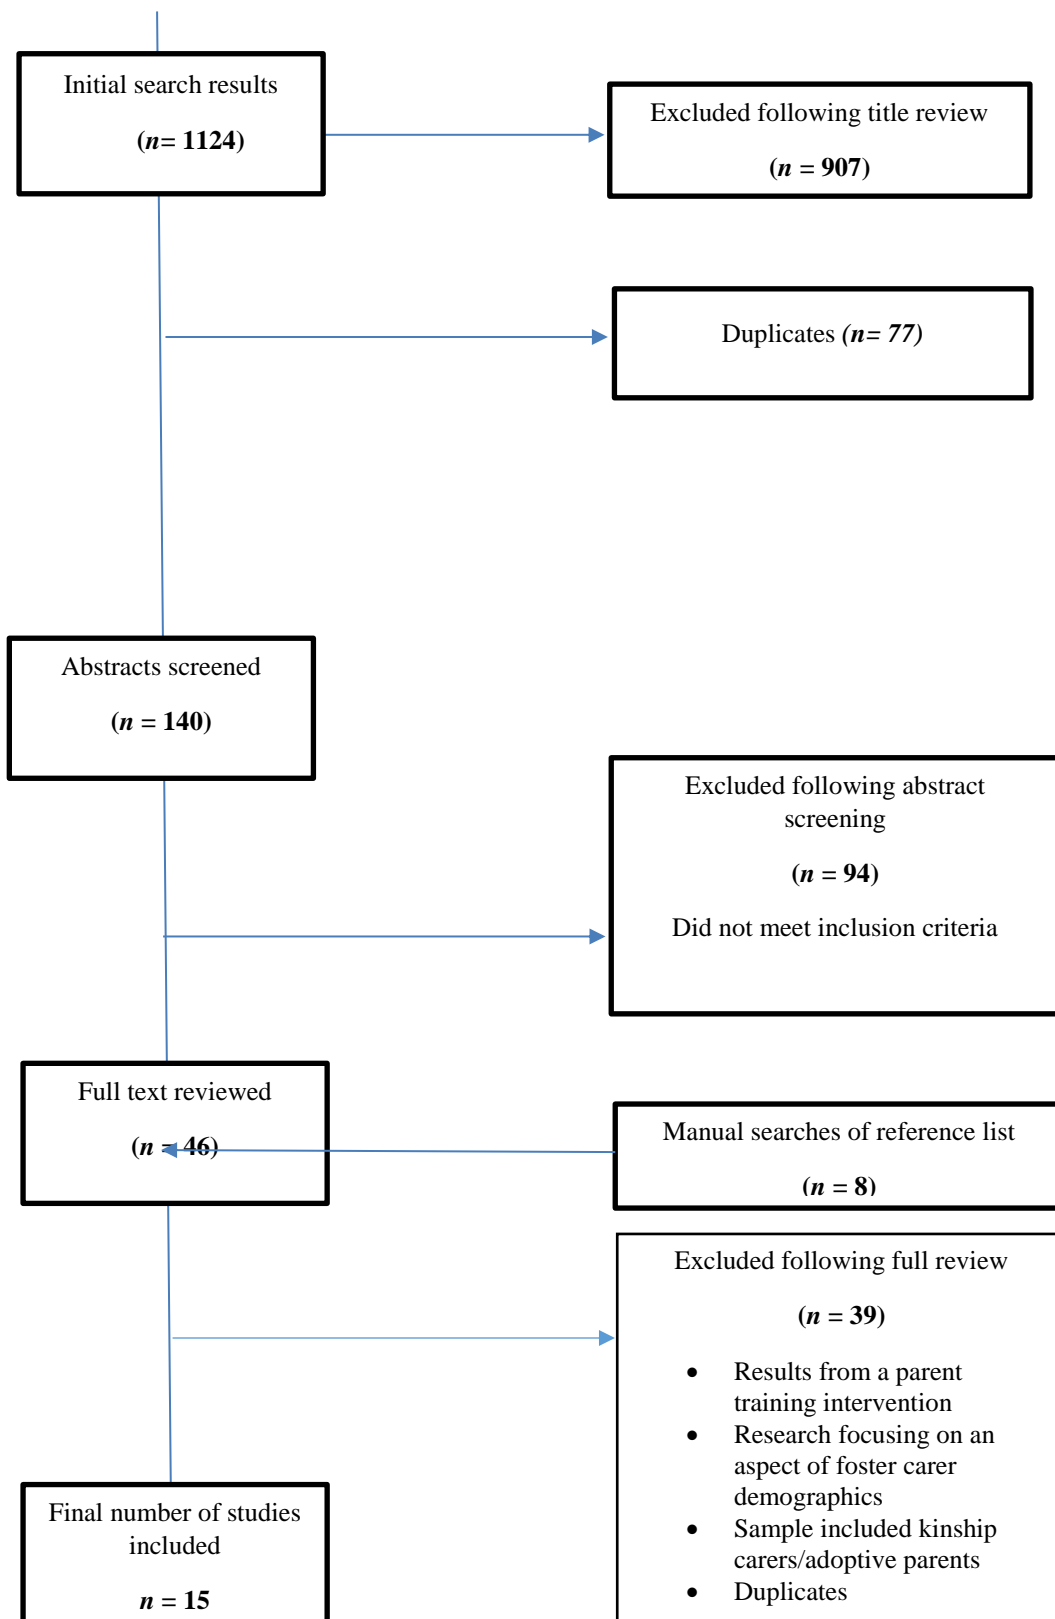 Initial search results
(n= 1124)
Excluded following title review
(n = 907)
Duplicates (n= 77)
Abstracts screened
(n = 140)
Excluded following abstract
screening
(n = 94)
Did not meet inclusion criteria
Full text reviewed
(n = 46)
Manual searches of reference list
(n = 8)
Excluded following full review
(n = 39)
• Results from a parent
training intervention
• Research focusing on an
aspect of foster carer
demographics
• Sample included kinship
carers/adoptive parents
• Duplicates
Final number of studies
included
n = 15